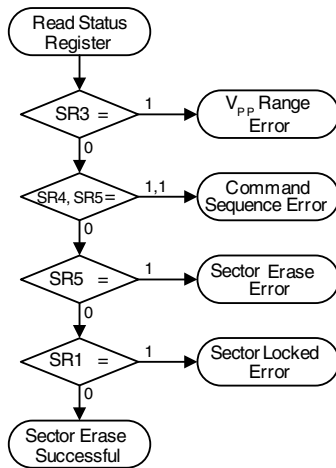 Read Status
Register
SR3 =
1
V_PP Range
Error
0
SR4, SR5=
1,1
Command
Sequence Error
0
SR5 =
1
Sector Erase
Error
0
SR1 =
1
Sector Locked
Error
0
Sector Erase
Successful